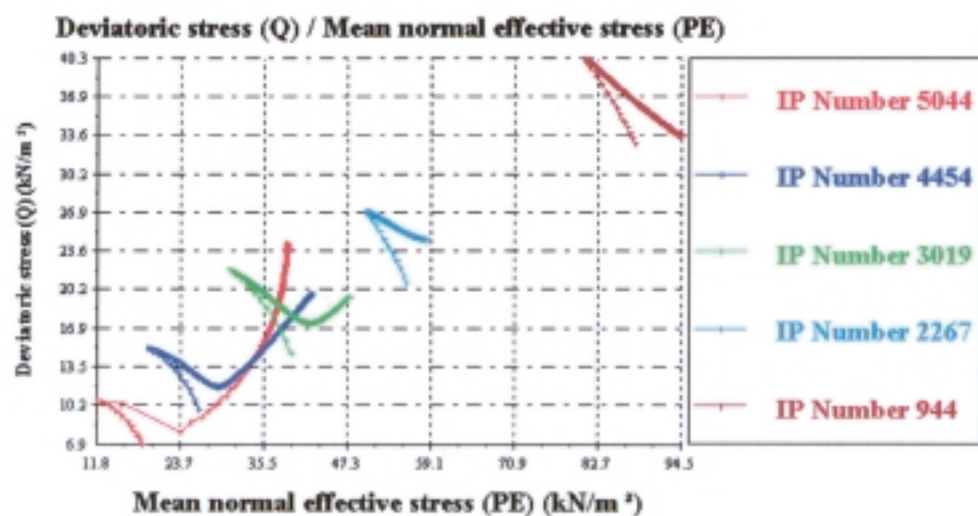 Deviatoric stress (Q) / Mean normal effective stress (PE)
Deviatoric stress (Q) (kN/m ²)
40.3
36.9
33.6
30.2
26.9
23.6
20.2
16.9
13.5
10.2
6.9
11.8 23.7 35.5 47.3 59.1 70.9 82.7 94.5
Mean normal effective stress (PE) (kN/m ²)
IP Number 5044
IP Number 4454
IP Number 3019
IP Number 2267
IP Number 944